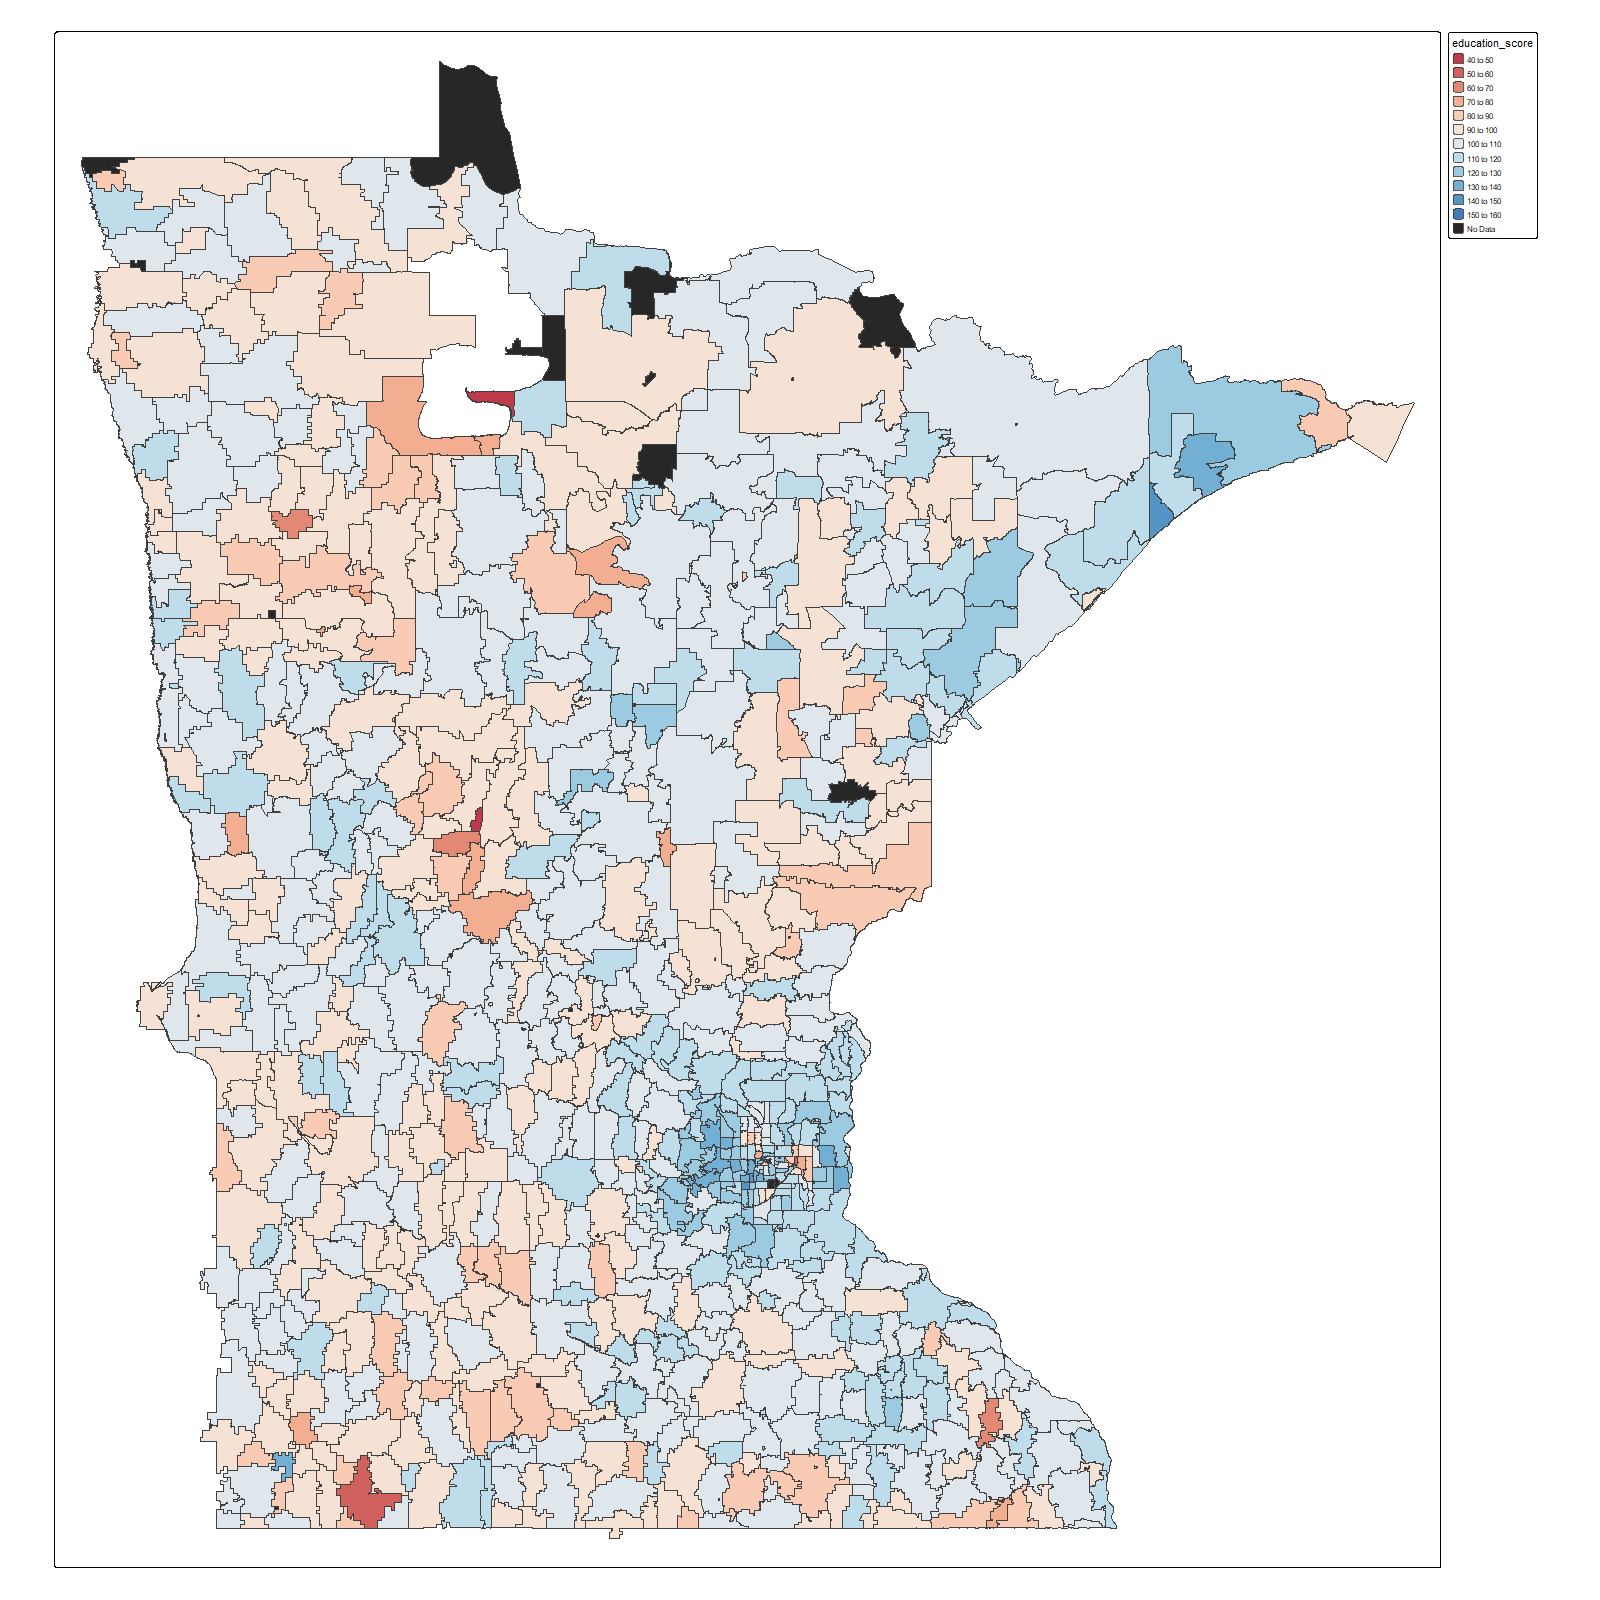 education_score
40 to 50
50 to 60
60 to 70
70 to 80
80 to 90
90 to 100
100 to 110
110 to 120
120 to 130
130 to 140
140 to 150
150 to 160
No Data